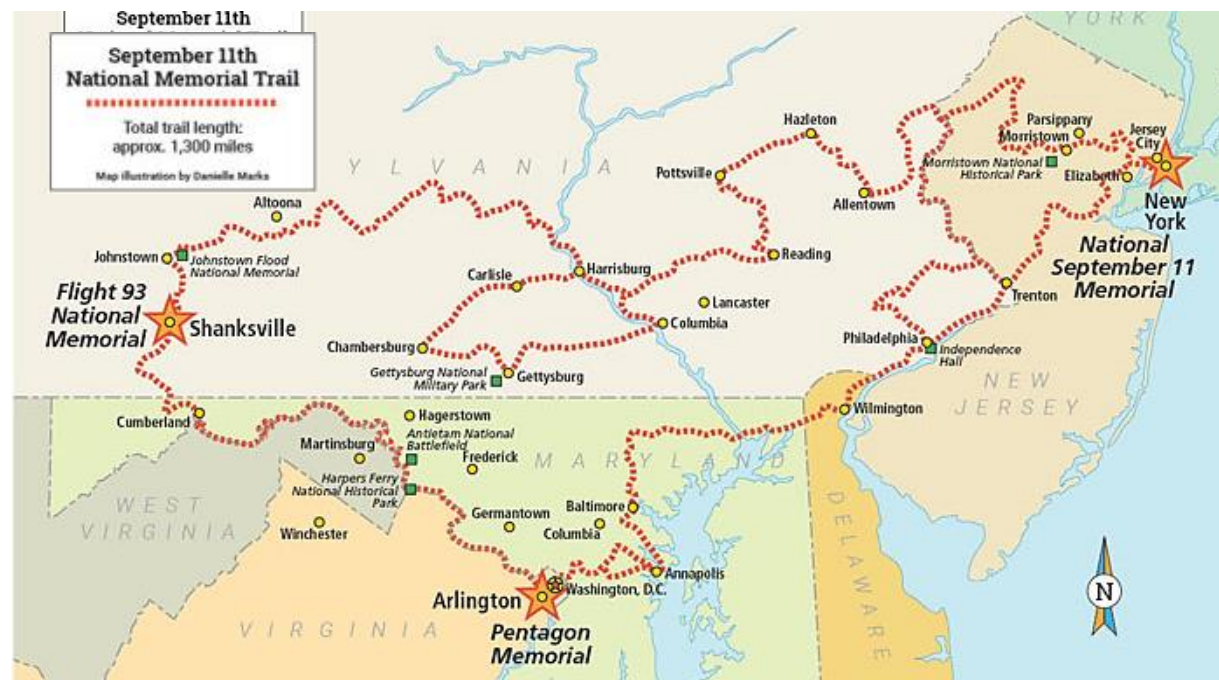 September 11th
September 11th
National Memorial Trail
Total trail length:
approx. 1,300 miles
Map illustration by Danielle Marks
YORK
YLVANIA
Hazleton
Parsippany
Morristown
Jersey
City
Morristown National
Historical Park
Elizabeth
Pottsville
Allentown
New
York
National
September 11
Memorial
Altoona
Johnstown
Johnstown Flood
National Memorial
Carlisle
Harrisburg
Reading
Lancaster
Columbia
Trenton
Flight 93
National
Memorial
Shanksville
Chambersburg
Gettysburg National
Military Park
Gettysburg
Philadelphia
Independence
Hall
NEW
JERSEY
Cumberland
Hagerstown
Antietam National
Battlefield
Martinsburg
Frederick
MARYLAND
Wilmington
Harpers Ferry
National Historical
Park
WEST
VIRGINIA
Winchester
Germantown
Baltimore
Columbia
DELAWARE
Annapolis
Washington, D.C.
Arlington
Pentagon
Memorial
VIRGINIA
N